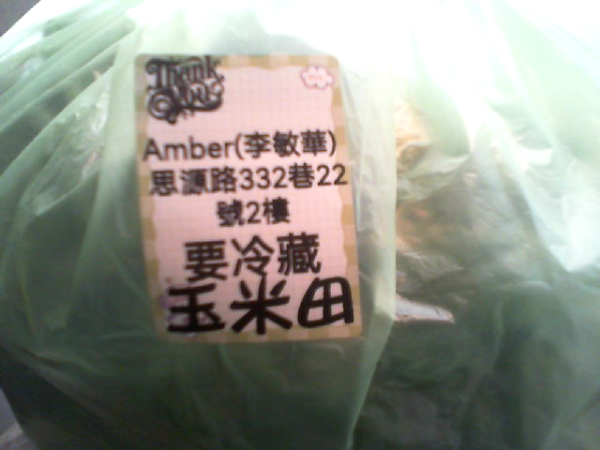 Thank
You
Amber(李敏華)
思源路332巷22
號2樓
要冷藏
玉米田